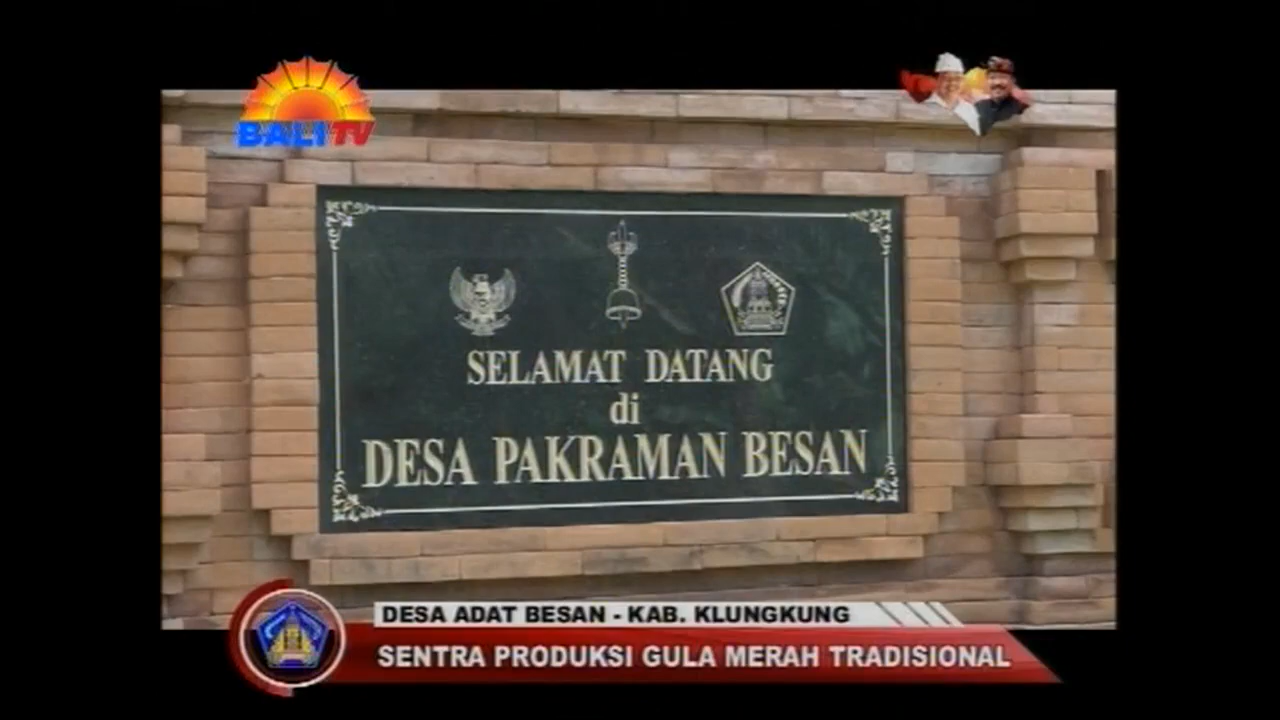 BALI TV
SELAMAT DATANG
di
DESA PAKRAMAN BESAN
DESA ADAT BESAN - KAB. KLUNGKUNG
SENTRA PRODUKSI GULA MERAH TRADISIONAL